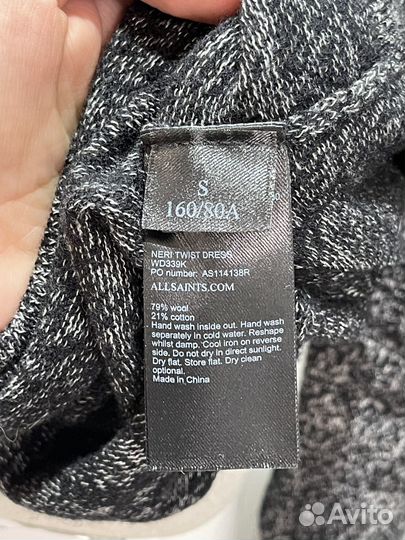 S
160/80A
NERI TWIST DRESS
WD339K
PO number: AS114138R
ALLSAINTS.COM
79% wool
21% cotton
Hand wash inside out. Hand wash
separately in cold water. Reshape
whilst damp. Cool iron on reverse
side. Do not dry in direct sunlight.
Dry flat. Store flat. Dry clean
optional.
Made in China
Avito